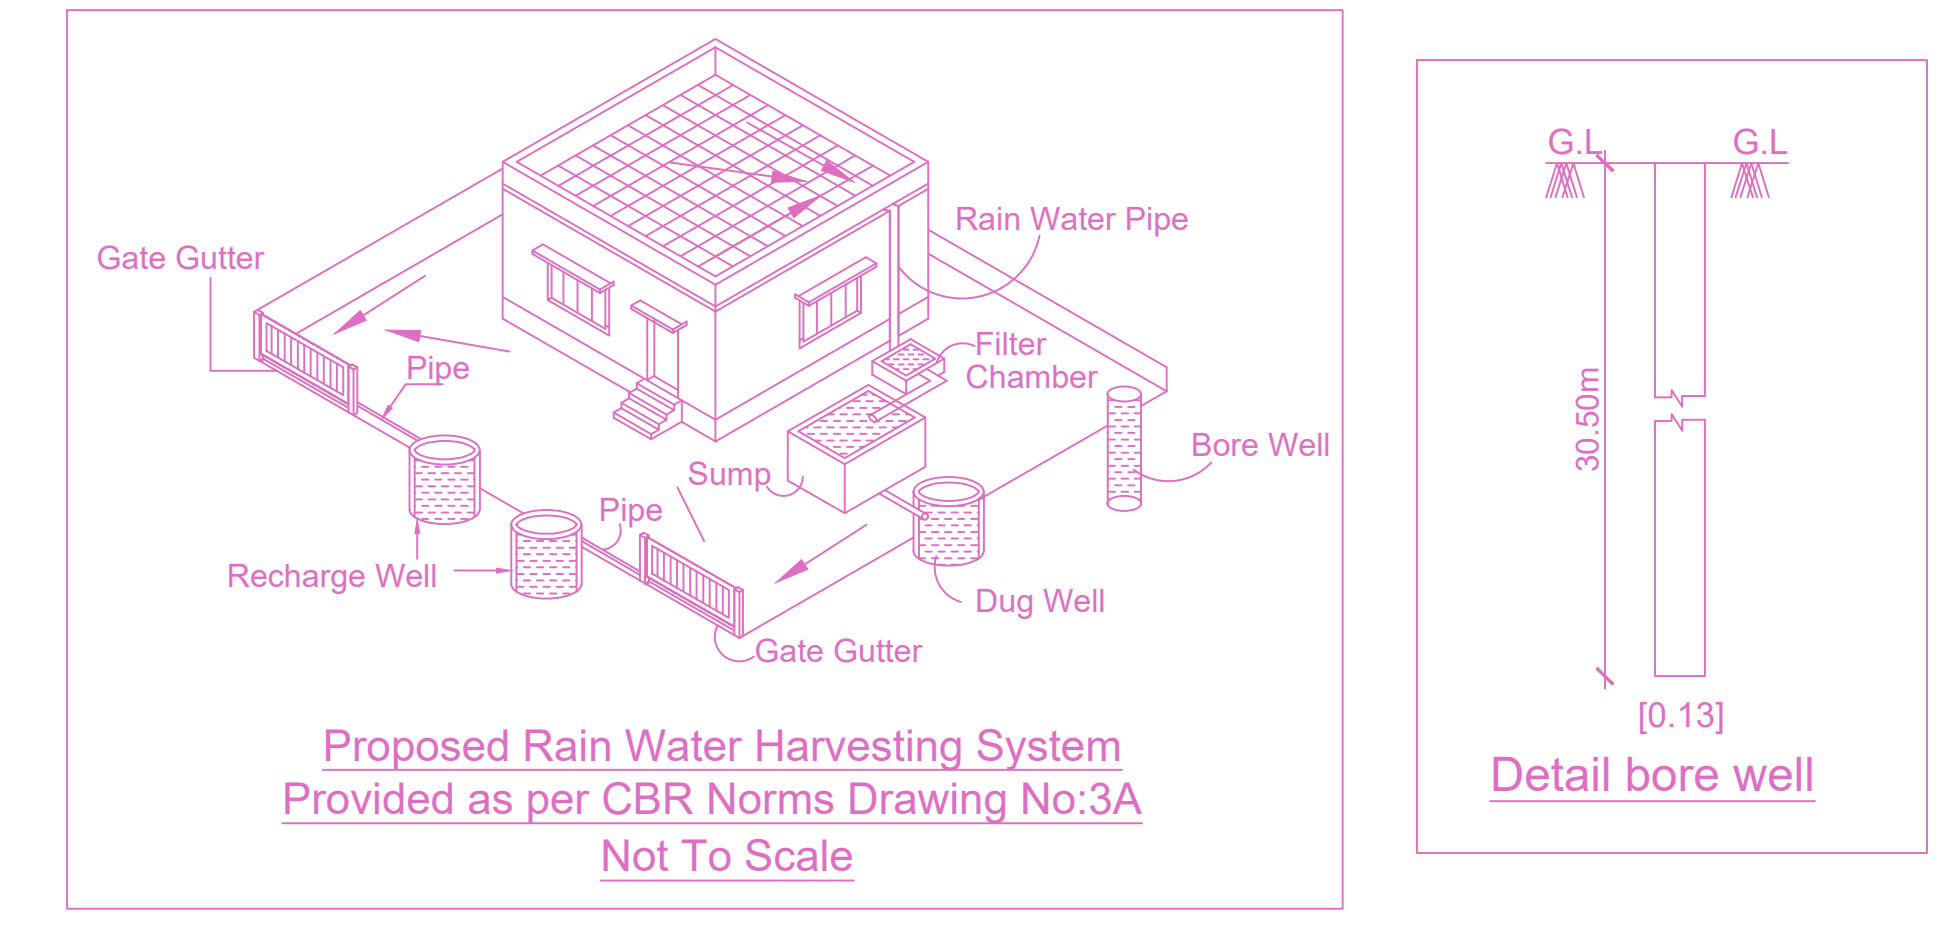 Rain Water Pipe
Gate Gutter
Filter
Chamber
Pipe
Bore Well
Sump
Pipe
Recharge Well
Dug Well
Gate Gutter
Proposed Rain Water Harvesting System
Provided as per CBR Norms Drawing No:3A
Not To Scale
G.L
G.L
30.50m
[0.13]
Detail bore well